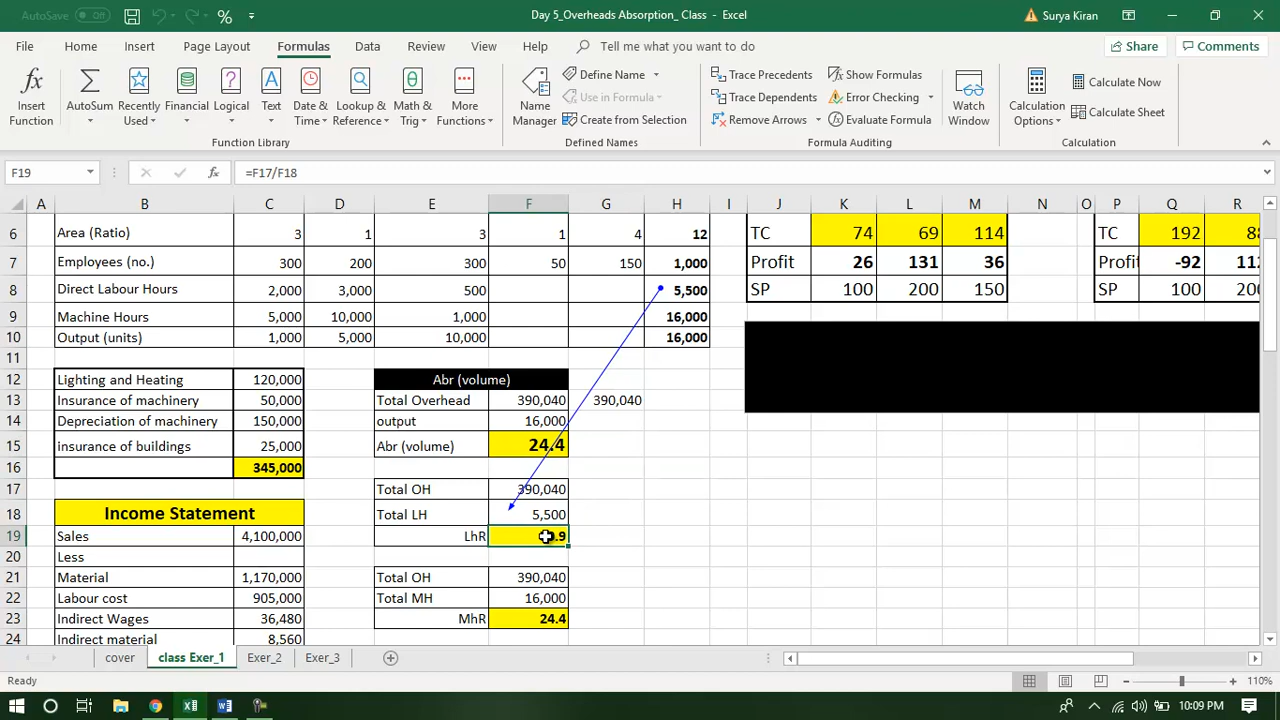 AutoSave Off Day 5_Overheads Absorption_ Class - Excel Surya Kiran
File Home Insert Page Layout Formulas Data Review View Help Tell me what you want to do Share Comments
Insert Function
AutoSum
Recently Used
Financial
Logical
Text
Date & Time
Lookup & Reference
Math & Trig
More Functions
Function Library
Name Manager
Define Name
Use in Formula
Create from Selection
Defined Names
Trace Precedents
Trace Dependents
Remove Arrows
Show Formulas
Error Checking
Evaluate Formula
Formula Auditing
Watch Window
Calculation Options
Calculate Now
Calculate Sheet
Calculation
F19 fx =F17/F18
A B C D E F G H I J K L M N O P Q R
6 Area (Ratio) 3 1 3 1 4 12 TC 74 69 114 TC 192
7 Employees (no.) 300 200 300 50 150 1,000 Profit 26 131 36 -92
8 Direct Labour Hours 2,000 3,000 500 5,500 SP 100 200 150 SP 100
9 Machine Hours 5,000 10,000 1,000 16,000
10 Output (units) 1,000 5,000 10,000 16,000
11
12 Lighting and Heating 120,000 Abr (volume)
13 Insurance of machinery 50,000 Total Overhead 390,040 390,040
14 Depreciation of machinery 150,000 output 16,000
15 insurance of buildings 25,000 Abr (volume) 24.4
16 345,000
17 Total OH 390,040
18 Income Statement Total LH 5,500
19 Sales 4,100,000 LhR
20 Less
21 Material 1,170,000 Total OH 390,040
22 Labour cost 905,000 Total MH 16,000
23 Indirect Wages 36,480 MhR 24.4
24 Indirect material 8,560
cover class Exer_1 Exer_2 Exer_3
Ready 110%
10:09 PM